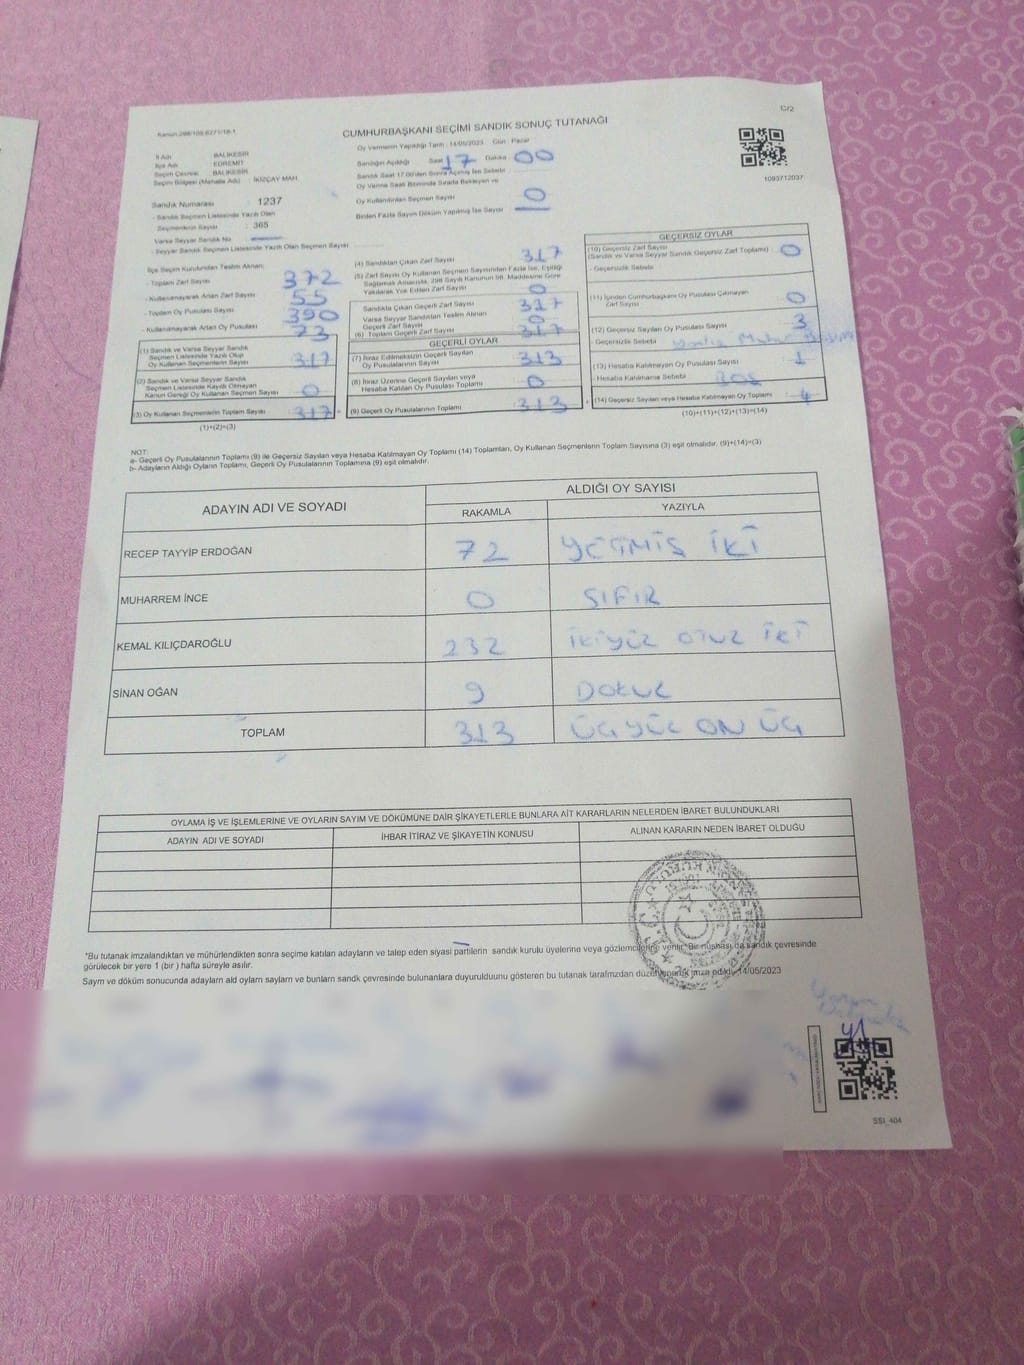 C/2
Kanun:298/105,6271/18-1
CUMHURBAŞKANI SEÇİMİ SANDIK SONUÇ TUTANAĞI
1093712037
İl Adı : BALIKESİR
İlçe Adı : EDREMİT
Seçim Çevresi : BALIKESİR
Seçim Bölgesi (Mahalle Adı) : İKİZÇAY MAH.
Sandık Numarası : 1237
- Sandık Seçmen Listesinde Yazılı Olan
Seçmenlerin Sayısı : 365
Varsa Seyyar Sandık No
- Seyyar Sandık Seçmen Listesinde Yazılı Olan Seçmen Sayısı
Oy Vermenin Yapıldığı Tarih : 14/05/2023 Gün : Pazar
Sandığın Açıldığı Saat 17 Dakika 00
Sandık Saat 17.00'den Sonra Açılmış İse Sebebi
Oy Verme Saati Bitiminde Sırada Bekleyen ve
Oy Kullandırılan Seçmen Sayısı 0
Birden Fazla Sayım Döküm Yapılmış İse Sayısı
İlçe Seçim Kurulundan Teslim Alınan:
- Toplam Zarf Sayısı 372
- Kullanılmayarak Artan Zarf Sayısı 55
- Toplam Oy Pusulası Sayısı 390
- Kullanılmayarak Artan Oy Pusulası 73
(1) Sandık ve Varsa Seyyar Sandık
Seçmen Listesinde Yazılı Olup
Oy Kullanan Seçmenlerin Sayısı 317
(2) Sandık ve Varsa Seyyar Sandık
Seçmen Listesinde Kaydı Olmayan
Kanun Gereği Oy Kullanan Seçmen Sayısı 0
(3) Oy Kullanan Seçmenlerin Toplam Sayısı 317
(1)+(2)=(3)
(4) Sandıktan Çıkan Zarf Sayısı 317
(5) Zarf Sayısı Oy Kullanan Seçmen Sayısından Fazla İse, Eşitliği
Sağlamak Amacıyla, 298 Sayılı Kanunun 98. Maddesine Göre
Yakılarak Yok Edilen Zarf Sayısı 0
Sandıkta Çıkan Geçerli Zarf Sayısı 317
Varsa Seyyar Sandıktan Teslim Alınan
Geçerli Zarf Sayısı 0
(6) Toplam Geçerli Zarf Sayısı 317
GEÇERLİ OYLAR
(7) İtiraz Edilmeksizin Geçerli Sayılan
Oy Pusulalarının Sayısı 313
(8) İtiraz Üzerine Geçerli Sayılan veya
Hesaba Katılan Oy Pusulası Toplamı 0
(9) Geçerli Oy Pusulalarının Toplamı 313
GEÇERSİZ OYLAR
(10) Geçersiz Zarf Sayısı
(Sandık ve Varsa Seyyar Sandık Geçersiz Zarf Toplamı) : 0
- Geçersizlik Sebebi
(11) İçinden Cumhurbaşkanı Oy Pusulası Çıkmayan
Zarf Sayısı 0
(12) Geçersiz Sayılan Oy Pusulası Sayısı 3
- Geçersizlik Sebebi
(13) Hesaba Katılmayan Oy Pusulası Sayısı 1
- Hesaba Katılmama Sebebi BOŞ
(14) Geçersiz Sayılan veya Hesaba Katılmayan Oy Toplamı : 4
(10)+(11)+(12)+(13)=(14)
NOT:
a- Geçerli Oy Pusulalarının Toplamı (9) ile Geçersiz Sayılan veya Hesaba Katılmayan Oy Toplamı (14) Toplamları, Oy Kullanan Seçmenlerin Toplam Sayısına (3) eşit olmalıdır. (9)+(14)=(3)
b- Adayların Aldığı Oyların Toplamı, Geçerli Oy Pusulalarının Toplamına (9) eşit olmalıdır.
ADAYIN ADI VE SOYADI
ALDIĞI OY SAYISI
RAKAMLA YAZIYLA
RECEP TAYYİP ERDOĞAN 72 YETMİŞ İKİ
MUHARREM İNCE 0 SIFIR
KEMAL KILIÇDAROĞLU 232 İKİYÜZ OTUZ İKİ
SİNAN OĞAN 9 DOKUZ
TOPLAM 313 ÜÇYÜZ ON ÜÇ
OYLAMA İŞ VE İŞLEMLERİNE VE OYLARIN SAYIM VE DÖKÜMÜNE DAİR ŞİKAYETLERLE BUNLARA AİT KARARLARIN NELERDEN İBARET BULUNDUKLARI
ADAYIN ADI VE SOYADI İHBAR İTİRAZ VE ŞİKAYETİN KONUSU ALINAN KARARIN NEDEN İBARET OLDUĞU
*Bu tutanak imzalandıktan ve mühürlendikten sonra seçime katılan adayların ve talep eden siyasi partilerin sandık kurulu üyelerine veya gözlemcilerine verilir. Bir nüshası da sandık çevresinde
görülecek bir yere 1 (bir ) hafta süreyle asılır.
Sayım ve döküm sonucunda adayların ald oyların sayların ve bunların sandk çevresinde bulunanlara duyurulduunu gösteren bu tutanak tarafmzdan düzenlenerek imza edildi. 14/05/2023
SSI_404